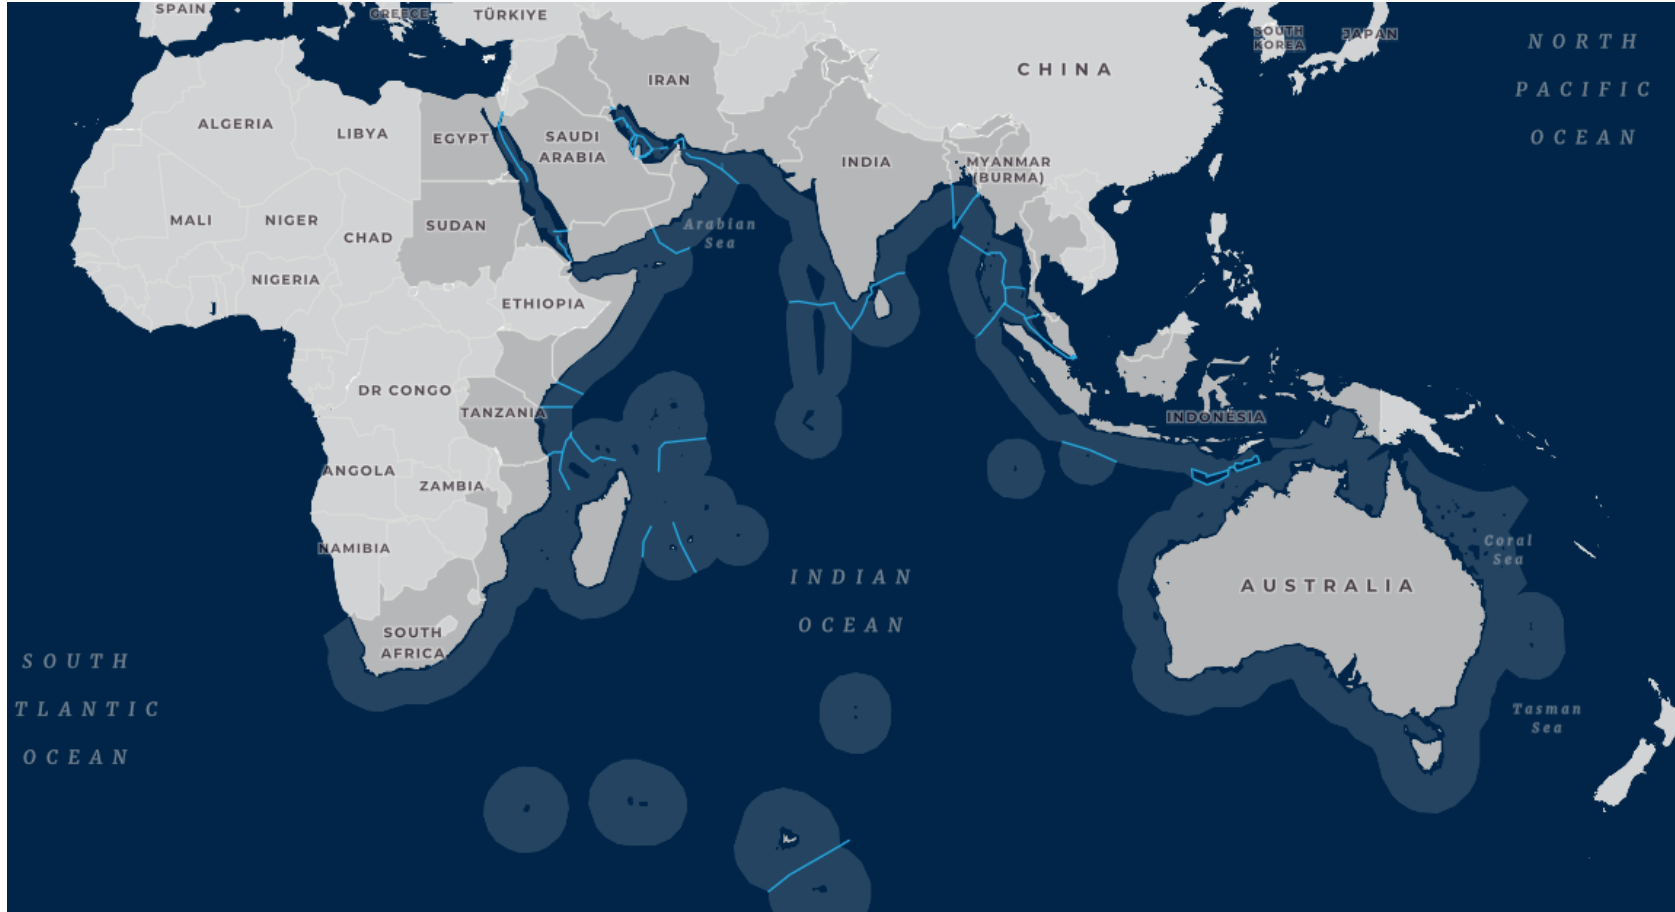 SPAIN
GREECE
TÜRKIYE
SOUTH
KOREA
JAPAN
NORTH
PACIFIC
OCEAN
CHINA
IRAN
ALGERIA
LIBYA
EGYPT
SAUDI
ARABIA
INDIA
MYANMAR
(BURMA)
MALI
NIGER
CHAD
SUDAN
Arabian
Sea
NIGERIA
ETHIOPIA
DR CONGO
TANZANIA
INDONESIA
ANGOLA
ZAMBIA
NAMIBIA
Coral
Sea
INDIAN
OCEAN
AUSTRALIA
SOUTH
AFRICA
SOUTH
TLANTIC
OCEAN
Tasman
Sea